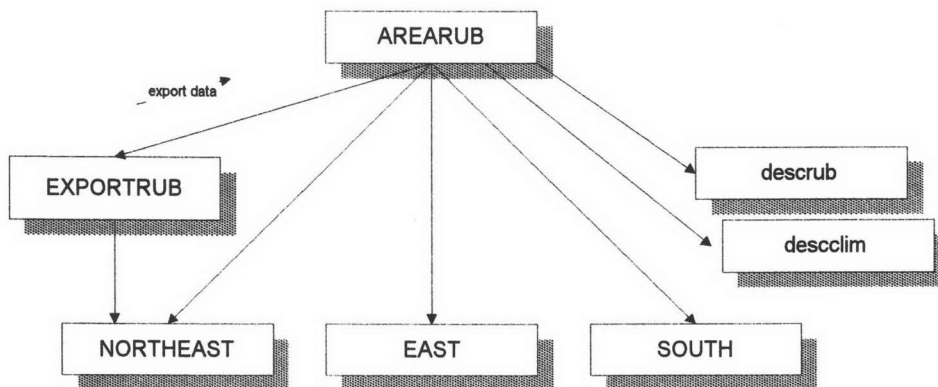 AREARUB
export data
EXPORTRUB
descrub
descclim
NORTHEAST
EAST
SOUTH